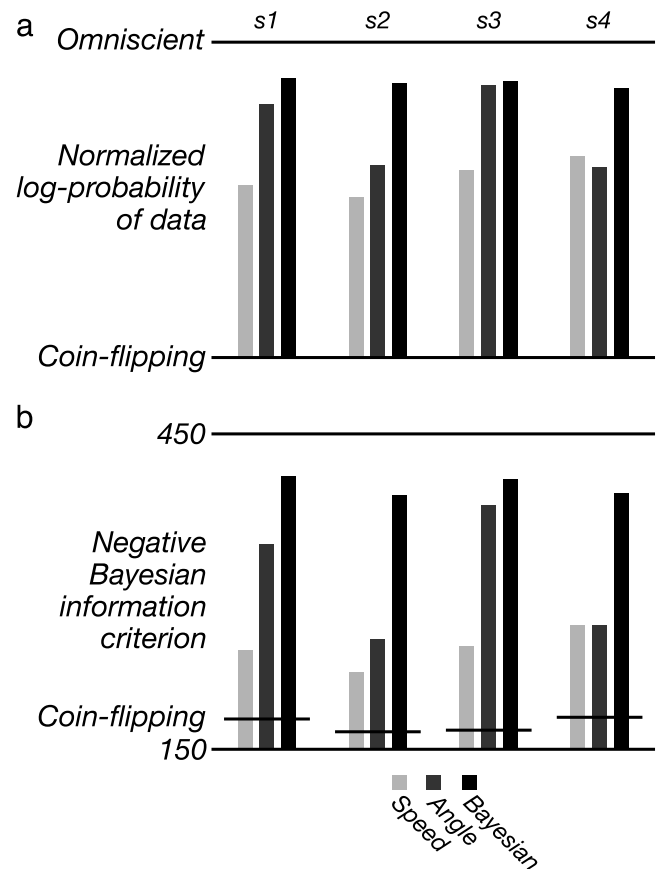 a
s1 s2 s3 s4
Omniscient
Normalized
log-probability
of data
Coin-flipping
b
450
Negative
Bayesian
information
criterion
Coin-flipping
150
Speed
Angle
Bayesian